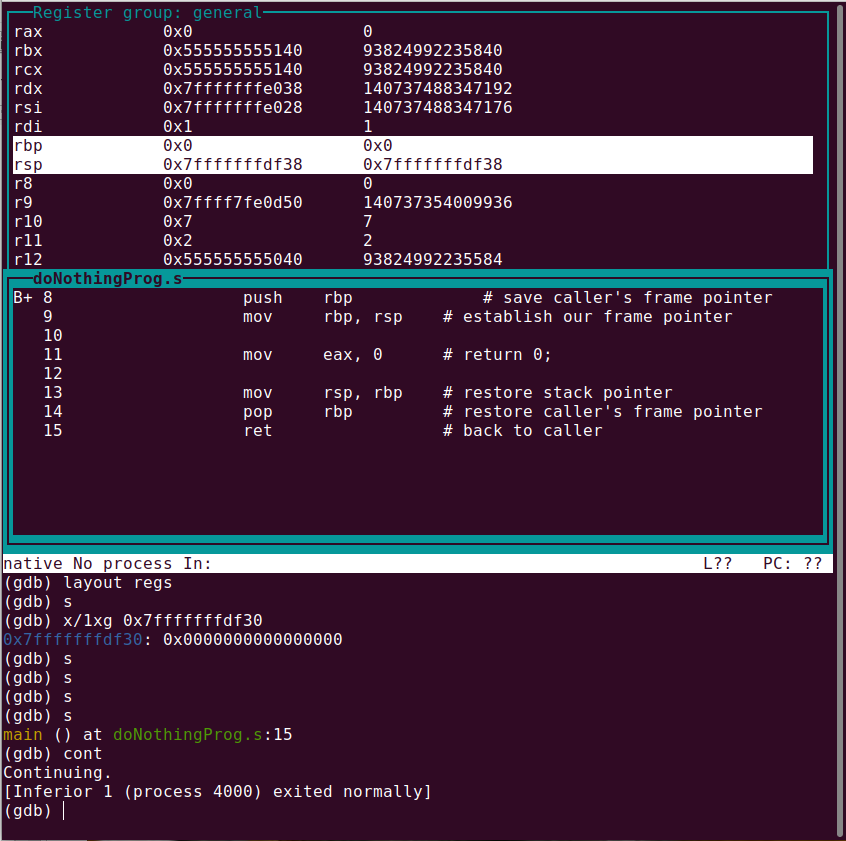 Register group: general
rax 0x0 0
rbx 0x555555555140 93824992235840
rcx 0x555555555140 93824992235840
rdx 0x7fffffffe038 140737488347192
rsi 0x7fffffffe028 140737488347176
rdi 0x1 1
rbp 0x0 0x0
rsp 0x7fffffffdf38 0x7fffffffdf38
r8 0x0 0
r9 0x7ffff7fe0d50 140737354009936
r10 0x7 7
r11 0x2 2
r12 0x555555555040 93824992235584
doNothingProg.s
B+ 8 push rbp # save caller's frame pointer
9 mov rbp, rsp # establish our frame pointer
10
11 mov eax, 0 # return 0;
12
13 mov rsp, rbp # restore stack pointer
14 pop rbp # restore caller's frame pointer
15 ret # back to caller
native No process In: L?? PC: ??
(gdb) layout regs
(gdb) s
(gdb) x/1xg 0x7fffffffdf30
0x7fffffffdf30: 0x0000000000000000
(gdb) s
(gdb) s
(gdb) s
(gdb) s
main () at doNothingProg.s:15
(gdb) cont
Continuing.
[Inferior 1 (process 4000) exited normally]
(gdb)